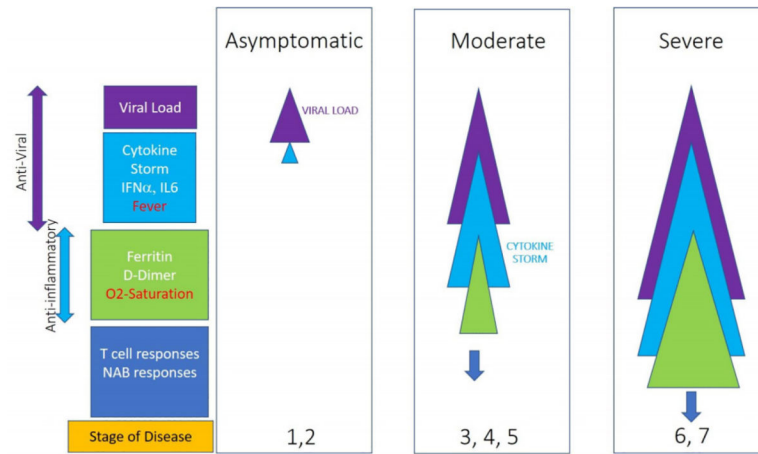 Asymptomatic
Moderate
Severe
Anti-Viral
Anti-inflammatory
Viral Load
Cytokine
Storm
IFNα, IL6
Fever
Ferritin
D-Dimer
O2-Saturation
T cell responses
NAB responses
Stage of Disease
VIRAL LOAD
CYTOKINE
STORM
1,2
3, 4, 5
6, 7